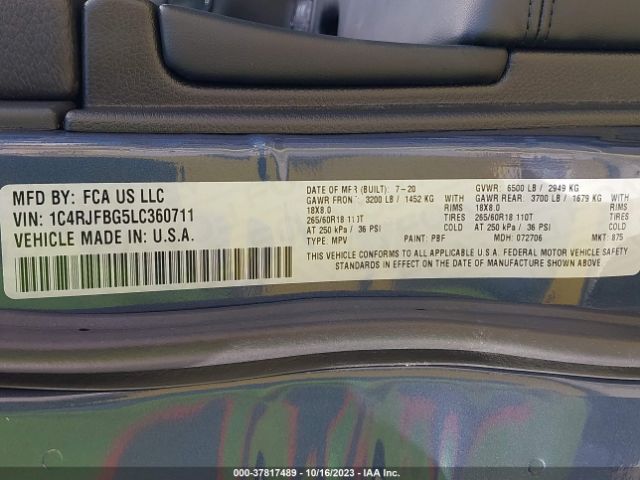 MFD BY: FCA US LLC
VIN: 1C4RJFBG5LC360711
VEHICLE MADE IN: U.S.A.
DATE OF MFR (BUILT): 7-20
GVWR: 6500 LB / 2949 KG
GAWR FRONT: 3200 LB / 1452 KG
GAWR REAR: 3700 LB / 1679 KG
18X8.0 RIMS 18X8.0 RIMS
265/60R18 110T TIRES 265/60R18 110T TIRES
AT 250 kPa / 36 PSI COLD AT 250 kPa / 36 PSI COLD
TYPE: MPV PAINT: PBF MDH: 072706 MKT: 875
THIS VEHICLE CONFORMS TO ALL APPLICABLE U.S.A. FEDERAL MOTOR VEHICLE SAFETY
STANDARDS IN EFFECT ON THE DATE OF MANUFACTURE SHOWN ABOVE
000-37817489 - 10/16/2023 - IAA Inc.